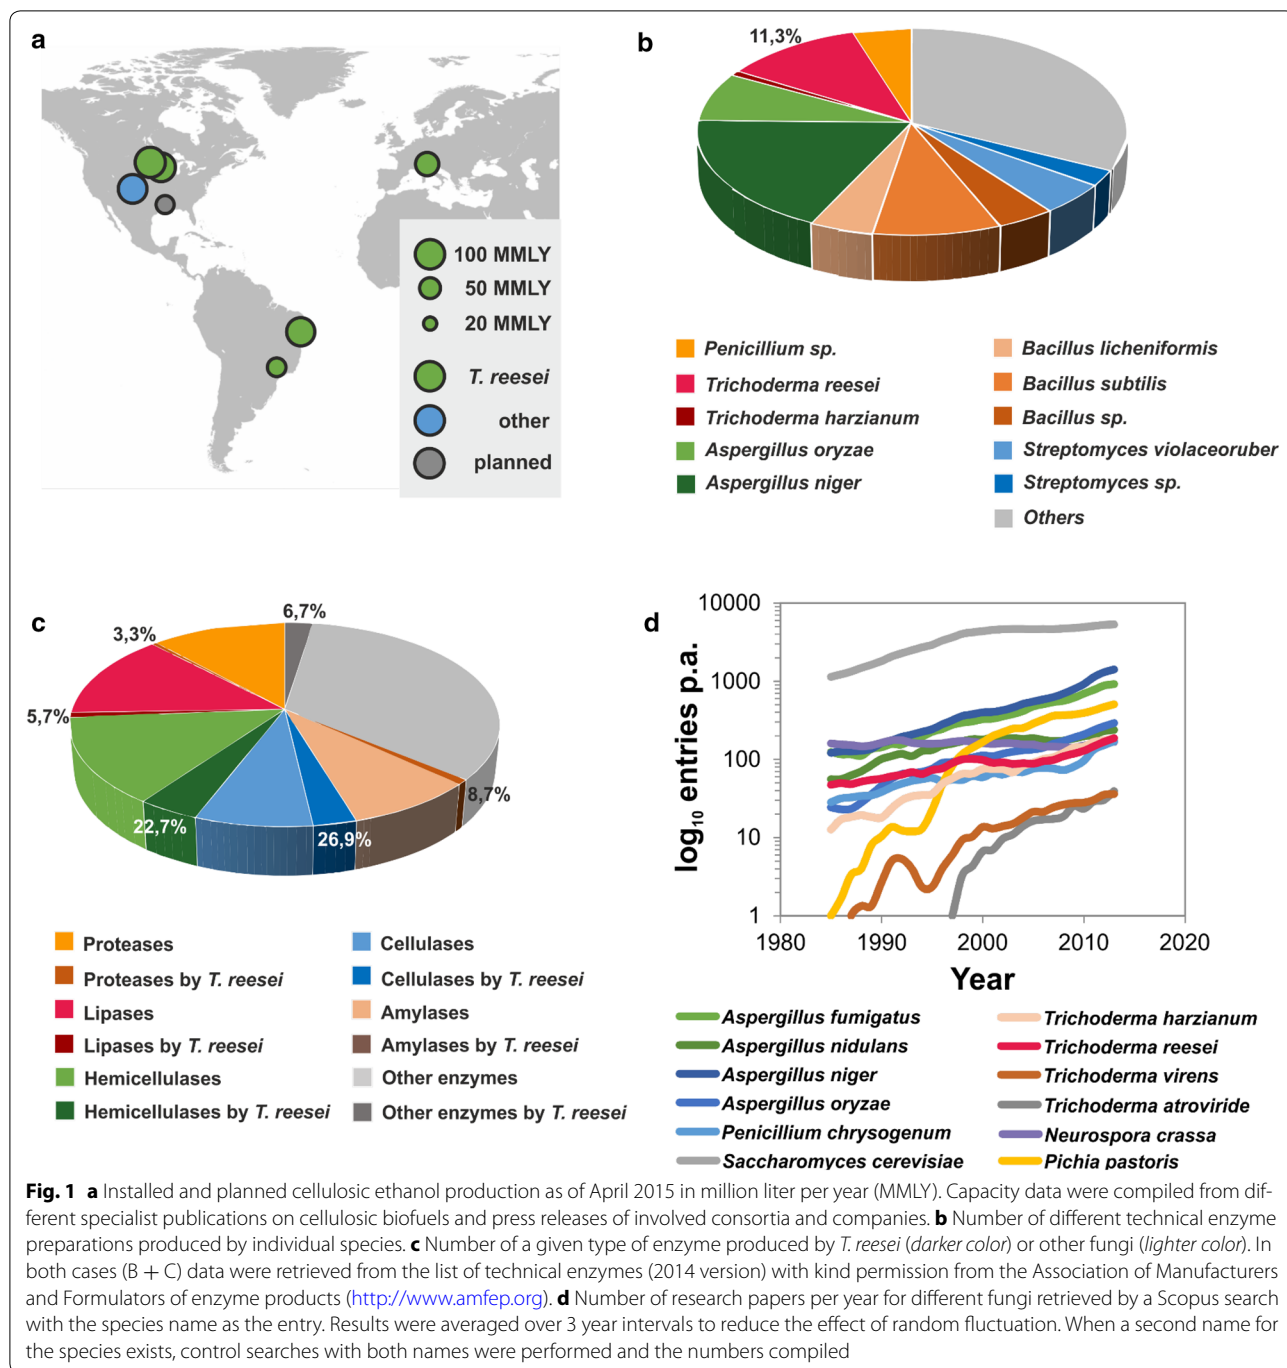 a
100 MMLY
50 MMLY
20 MMLY
T. reesei
other
planned
b
11,3%
Penicillium sp.
Trichoderma reesei
Trichoderma harzianum
Aspergillus oryzae
Aspergillus niger
Bacillus licheniformis
Bacillus subtilis
Bacillus sp.
Streptomyces violaceoruber
Streptomyces sp.
Others
c
6,7%
3,3%
5,7%
22,7%
26,9%
8,7%
Proteases
Proteases by T. reesei
Lipases
Lipases by T. reesei
Hemicellulases
Hemicellulases by T. reesei
Cellulases
Cellulases by T. reesei
Amylases
Amylases by T. reesei
Other enzymes
Other enzymes by T. reesei
d
log10 entries p.a.
10000
1000
100
10
1
1980 1990 2000 2010 2020
Year
Aspergillus fumigatus
Aspergillus nidulans
Aspergillus niger
Aspergillus oryzae
Penicillium chrysogenum
Saccharomyces cerevisiae
Trichoderma harzianum
Trichoderma reesei
Trichoderma virens
Trichoderma atroviride
Neurospora crassa
Pichia pastoris
Fig. 1 a Installed and planned cellulosic ethanol production as of April 2015 in million liter per year (MMLY). Capacity data were compiled from dif-
ferent specialist publications on cellulosic biofuels and press releases of involved consortia and companies. b Number of different technical enzyme
preparations produced by individual species. c Number of a given type of enzyme produced by T. reesei (darker color) or other fungi (lighter color). In
both cases (B + C) data were retrieved from the list of technical enzymes (2014 version) with kind permission from the Association of Manufacturers
and Formulators of enzyme products (http://www.amfep.org). d Number of research papers per year for different fungi retrieved by a Scopus search
with the species name as the entry. Results were averaged over 3 year intervals to reduce the effect of random fluctuation. When a second name for
the species exists, control searches with both names were performed and the numbers compiled